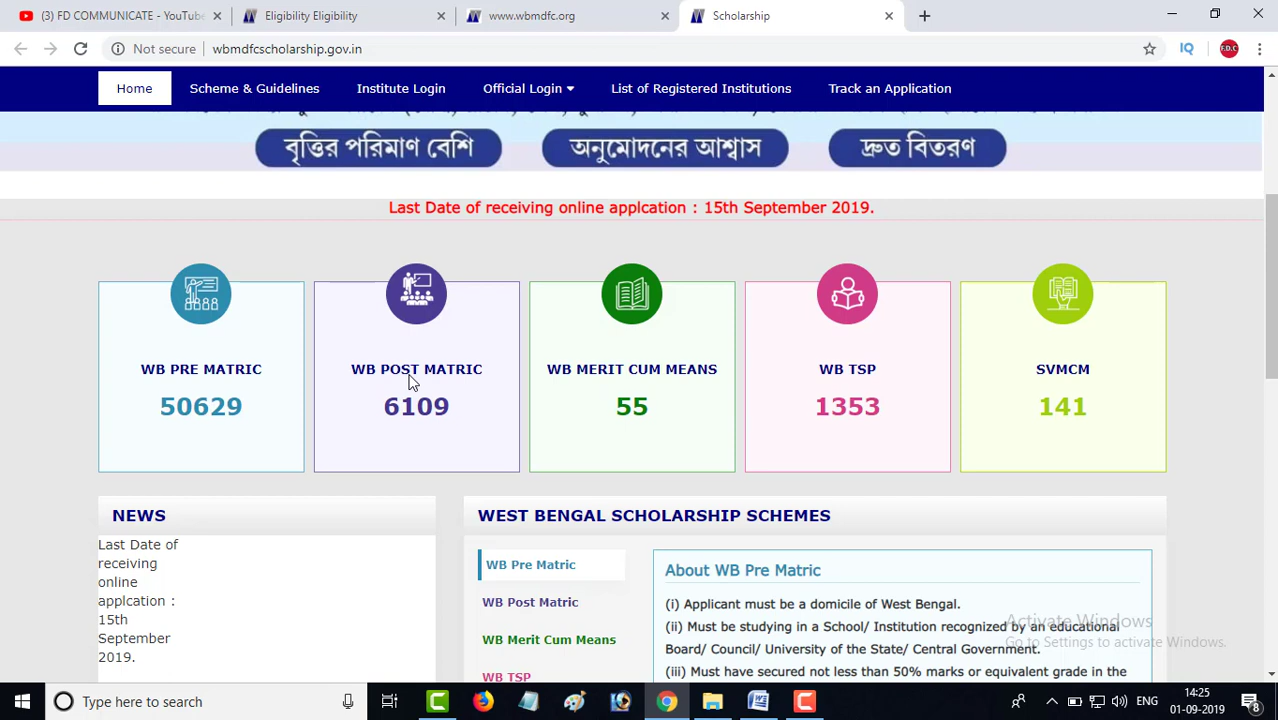 (3) FD COMMUNICATE - YouTube
Eligibility Eligibility
www.wbmdfc.org
Scholarship
Not secure
wbmdfcscholarship.gov.in
IQ
F.D.C
Home
Scheme & Guidelines
Institute Login
Official Login
List of Registered Institutions
Track an Application
বৃত্তির পরিমাণ বেশি
অনুমোদনের আশ্বাস
দ্রুত বিতরণ
Last Date of receiving online applcation : 15th September 2019.
WB PRE MATRIC
50629
WB POST MATRIC
6109
WB MERIT CUM MEANS
55
WB TSP
1353
SVMCM
141
NEWS
Last Date of
receiving
online
applcation :
15th
September
2019.
WEST BENGAL SCHOLARSHIP SCHEMES
WB Pre Matric
WB Post Matric
WB Merit Cum Means
WB TSP
About WB Pre Matric
(i) Applicant must be a domicile of West Bengal.
(ii) Must be studying in a School/ Institution recognized by an educational
Board/ Council/ University of the State/ Central Government.
(iii) Must have secured not less than 50% marks or equivalent grade in the
Activate Windows
Go to Settings to activate Windows.
Type here to search
ENG
14:25
01-09-2019
8